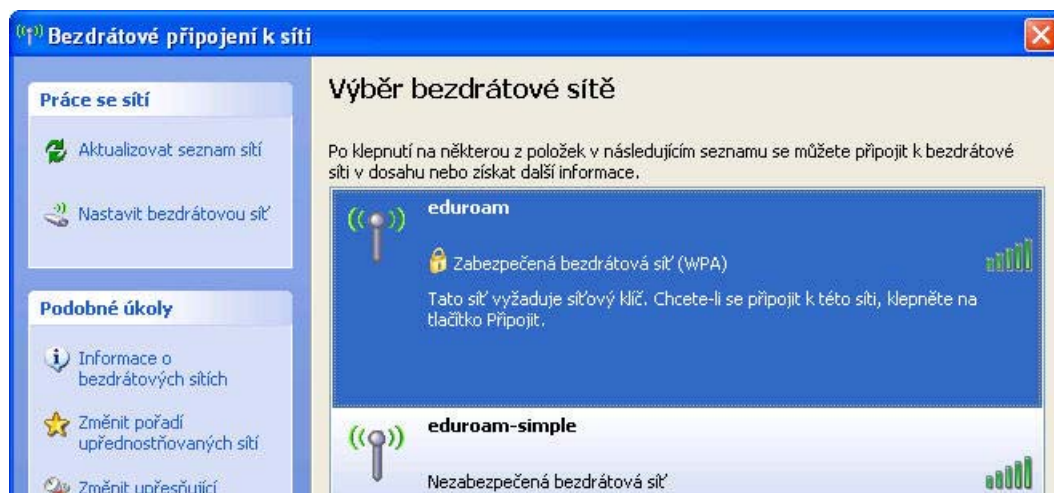 Bezdrátové připojení k síti
Práce se sítí
Aktualizovat seznam sítí
Nastavit bezdrátovou síť
Podobné úkoly
Informace o
bezdrátových sítích
Změnit pořadí
upřednostňovaných sítí
Změnit upřesňující
Výběr bezdrátové sítě
Po klepnutí na některou z položek v následujícím seznamu se můžete připojit k bezdrátové
síti v dosahu nebo získat další informace.
eduroam
Zabezpečená bezdrátová síť (WPA)
Tato síť vyžaduje síťový klíč. Chcete-li se připojit k této síti, klepněte na
tlačítko Připojit.
eduroam-simple
Nezabezpečená bezdrátová síť